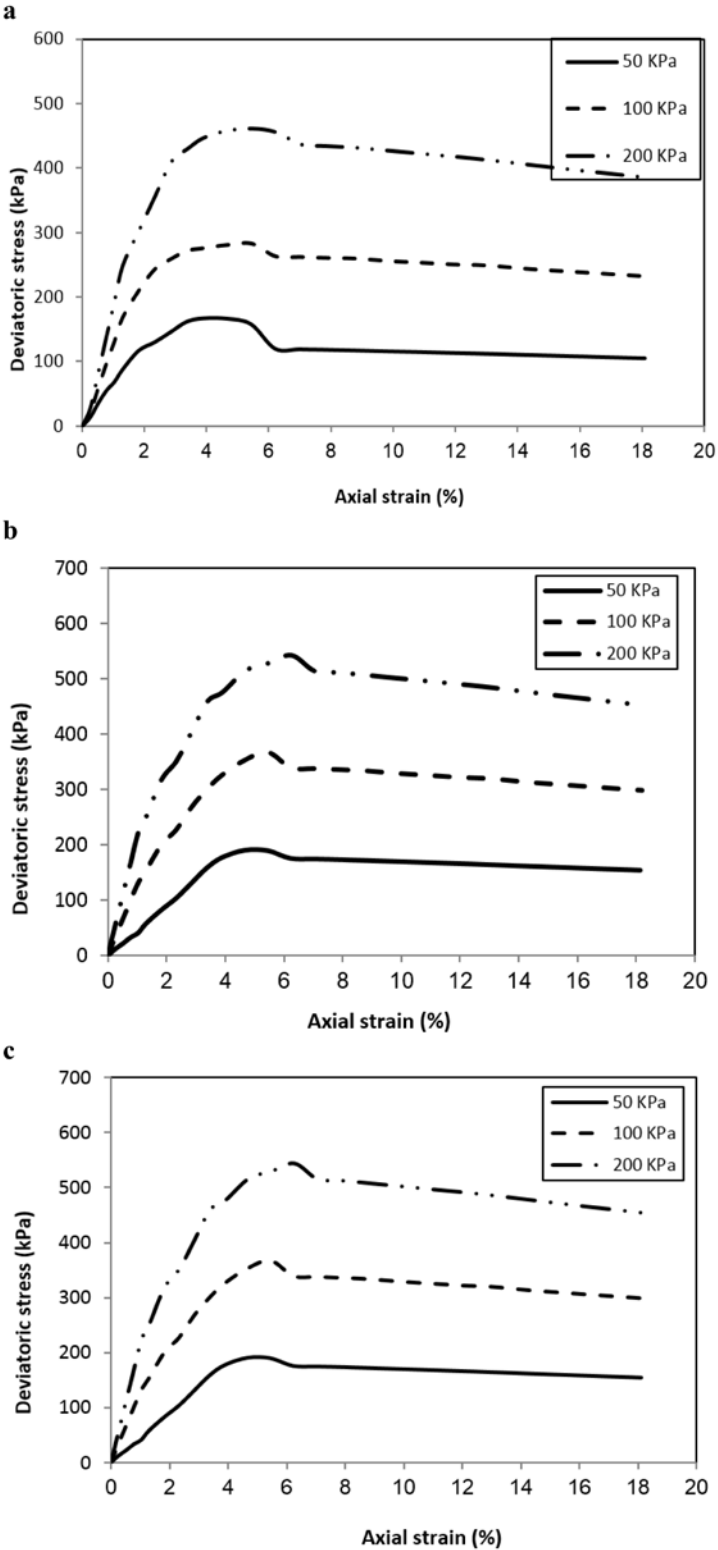 a
600
500
400
300
200
100
0
Deviatoric stress (kPa)
50 KPa
100 KPa
200 KPa
0 2 4 6 8 10 12 14 16 18 20
Axial strain (%)
b
700
600
500
400
300
200
100
0
Deviatoric stress (kPa)
50 KPa
100 KPa
200 KPa
0 2 4 6 8 10 12 14 16 18 20
Axial strain (%)
c
700
600
500
400
300
200
100
0
Deviatoric stress (kPa)
50 KPa
100 KPa
200 KPa
0 2 4 6 8 10 12 14 16 18 20
Axial strain (%)